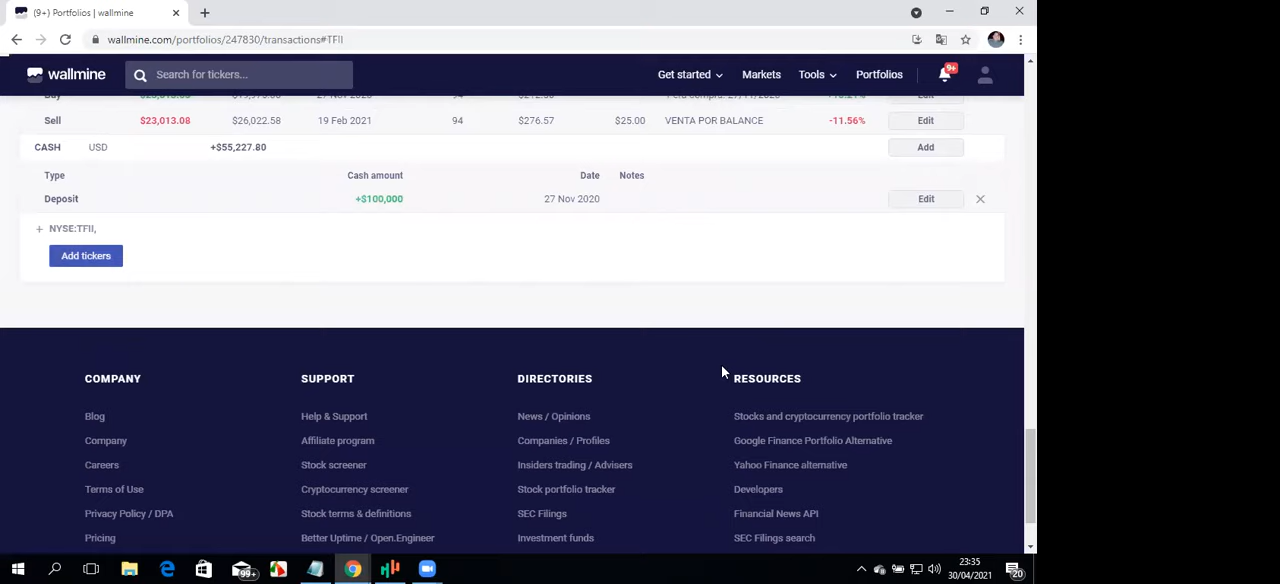 (9+) Portfolios | wallmine
wallmine.com/portfolios/247830/transactions#TFII
wallmine
Search for tickers...
Get started
Markets
Tools
Portfolios
9+
Sell $23,013.08 $26,022.58 19 Feb 2021 94 $276.57 $25.00 VENTA POR BALANCE -11.56% Edit
CASH USD +$55,227.80 Add
Type Cash amount Date Notes
Deposit +$100,000 27 Nov 2020 Edit
+ NYSE:TFII,
Add tickers
COMPANY SUPPORT DIRECTORIES RESOURCES
Blog Help & Support News / Opinions Stocks and cryptocurrency portfolio tracker
Company Affiliate program Companies / Profiles Google Finance Portfolio Alternative
Careers Stock screener Insiders trading / Advisers Yahoo Finance alternative
Terms of Use Cryptocurrency screener Stock portfolio tracker Developers
Privacy Policy / DPA Stock terms & definitions SEC Filings Financial News API
Pricing Better Uptime / Open.Engineer Investment funds SEC Filings search
99+
23:35
30/04/2021
20